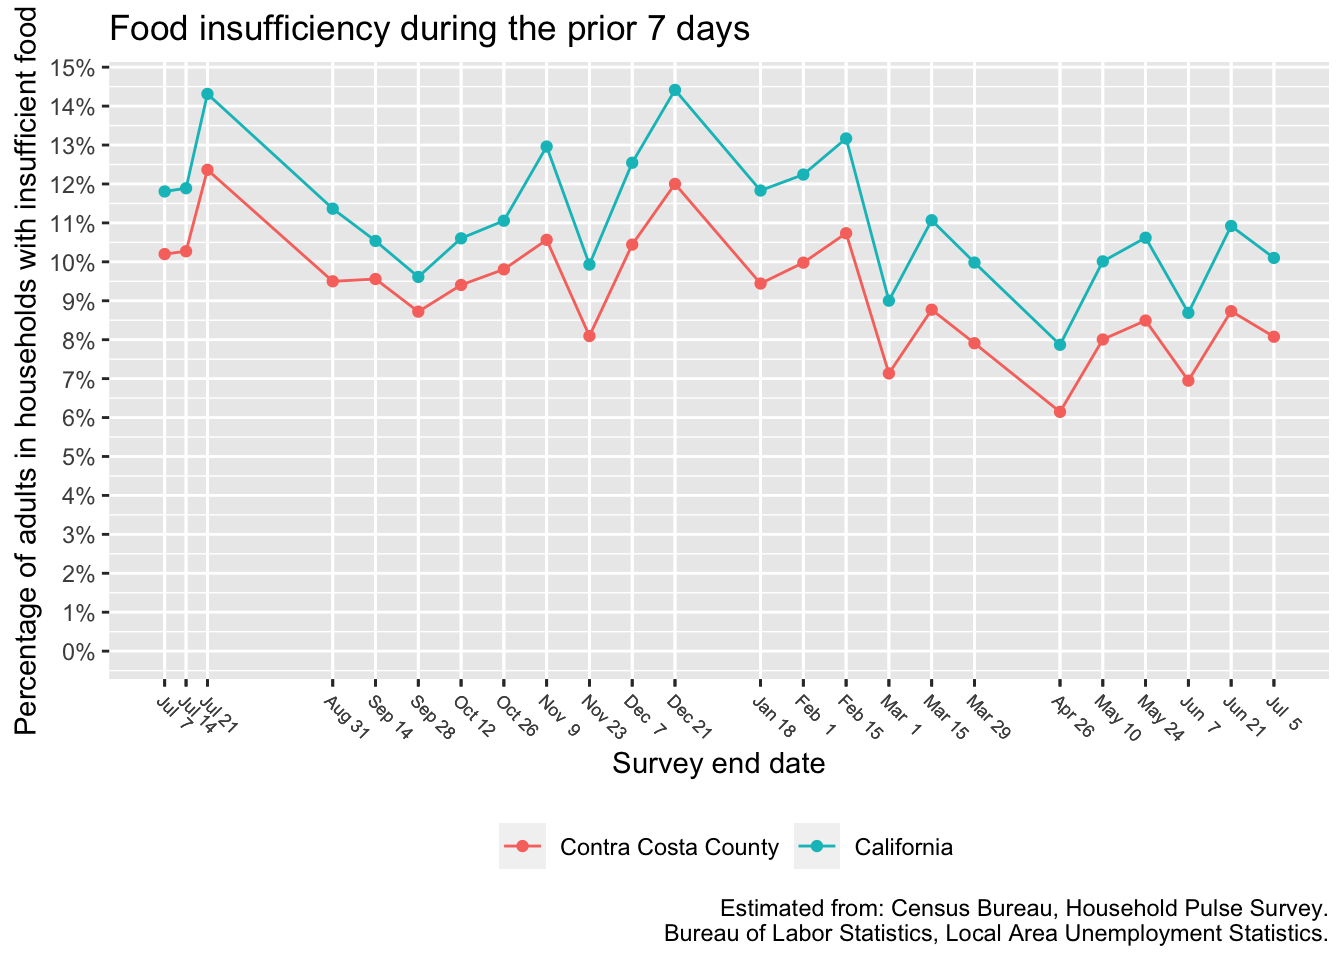 Food insufficiency during the prior 7 days
Percentage of adults in households with insufficient food
15%
14%
13%
12%
11%
10%
9%
8%
7%
6%
5%
4%
3%
2%
1%
0%
Jul 7
Jul 14
Jul 21
Aug 31
Sep 14
Sep 28
Oct 12
Oct 26
Nov 9
Nov 23
Dec 7
Dec 21
Jan 18
Feb 1
Feb 15
Mar 1
Mar 15
Mar 29
Apr 26
May 10
May 24
Jun 7
Jun 21
Jul 5
Survey end date
Contra Costa County
California
Estimated from: Census Bureau, Household Pulse Survey.
Bureau of Labor Statistics, Local Area Unemployment Statistics.